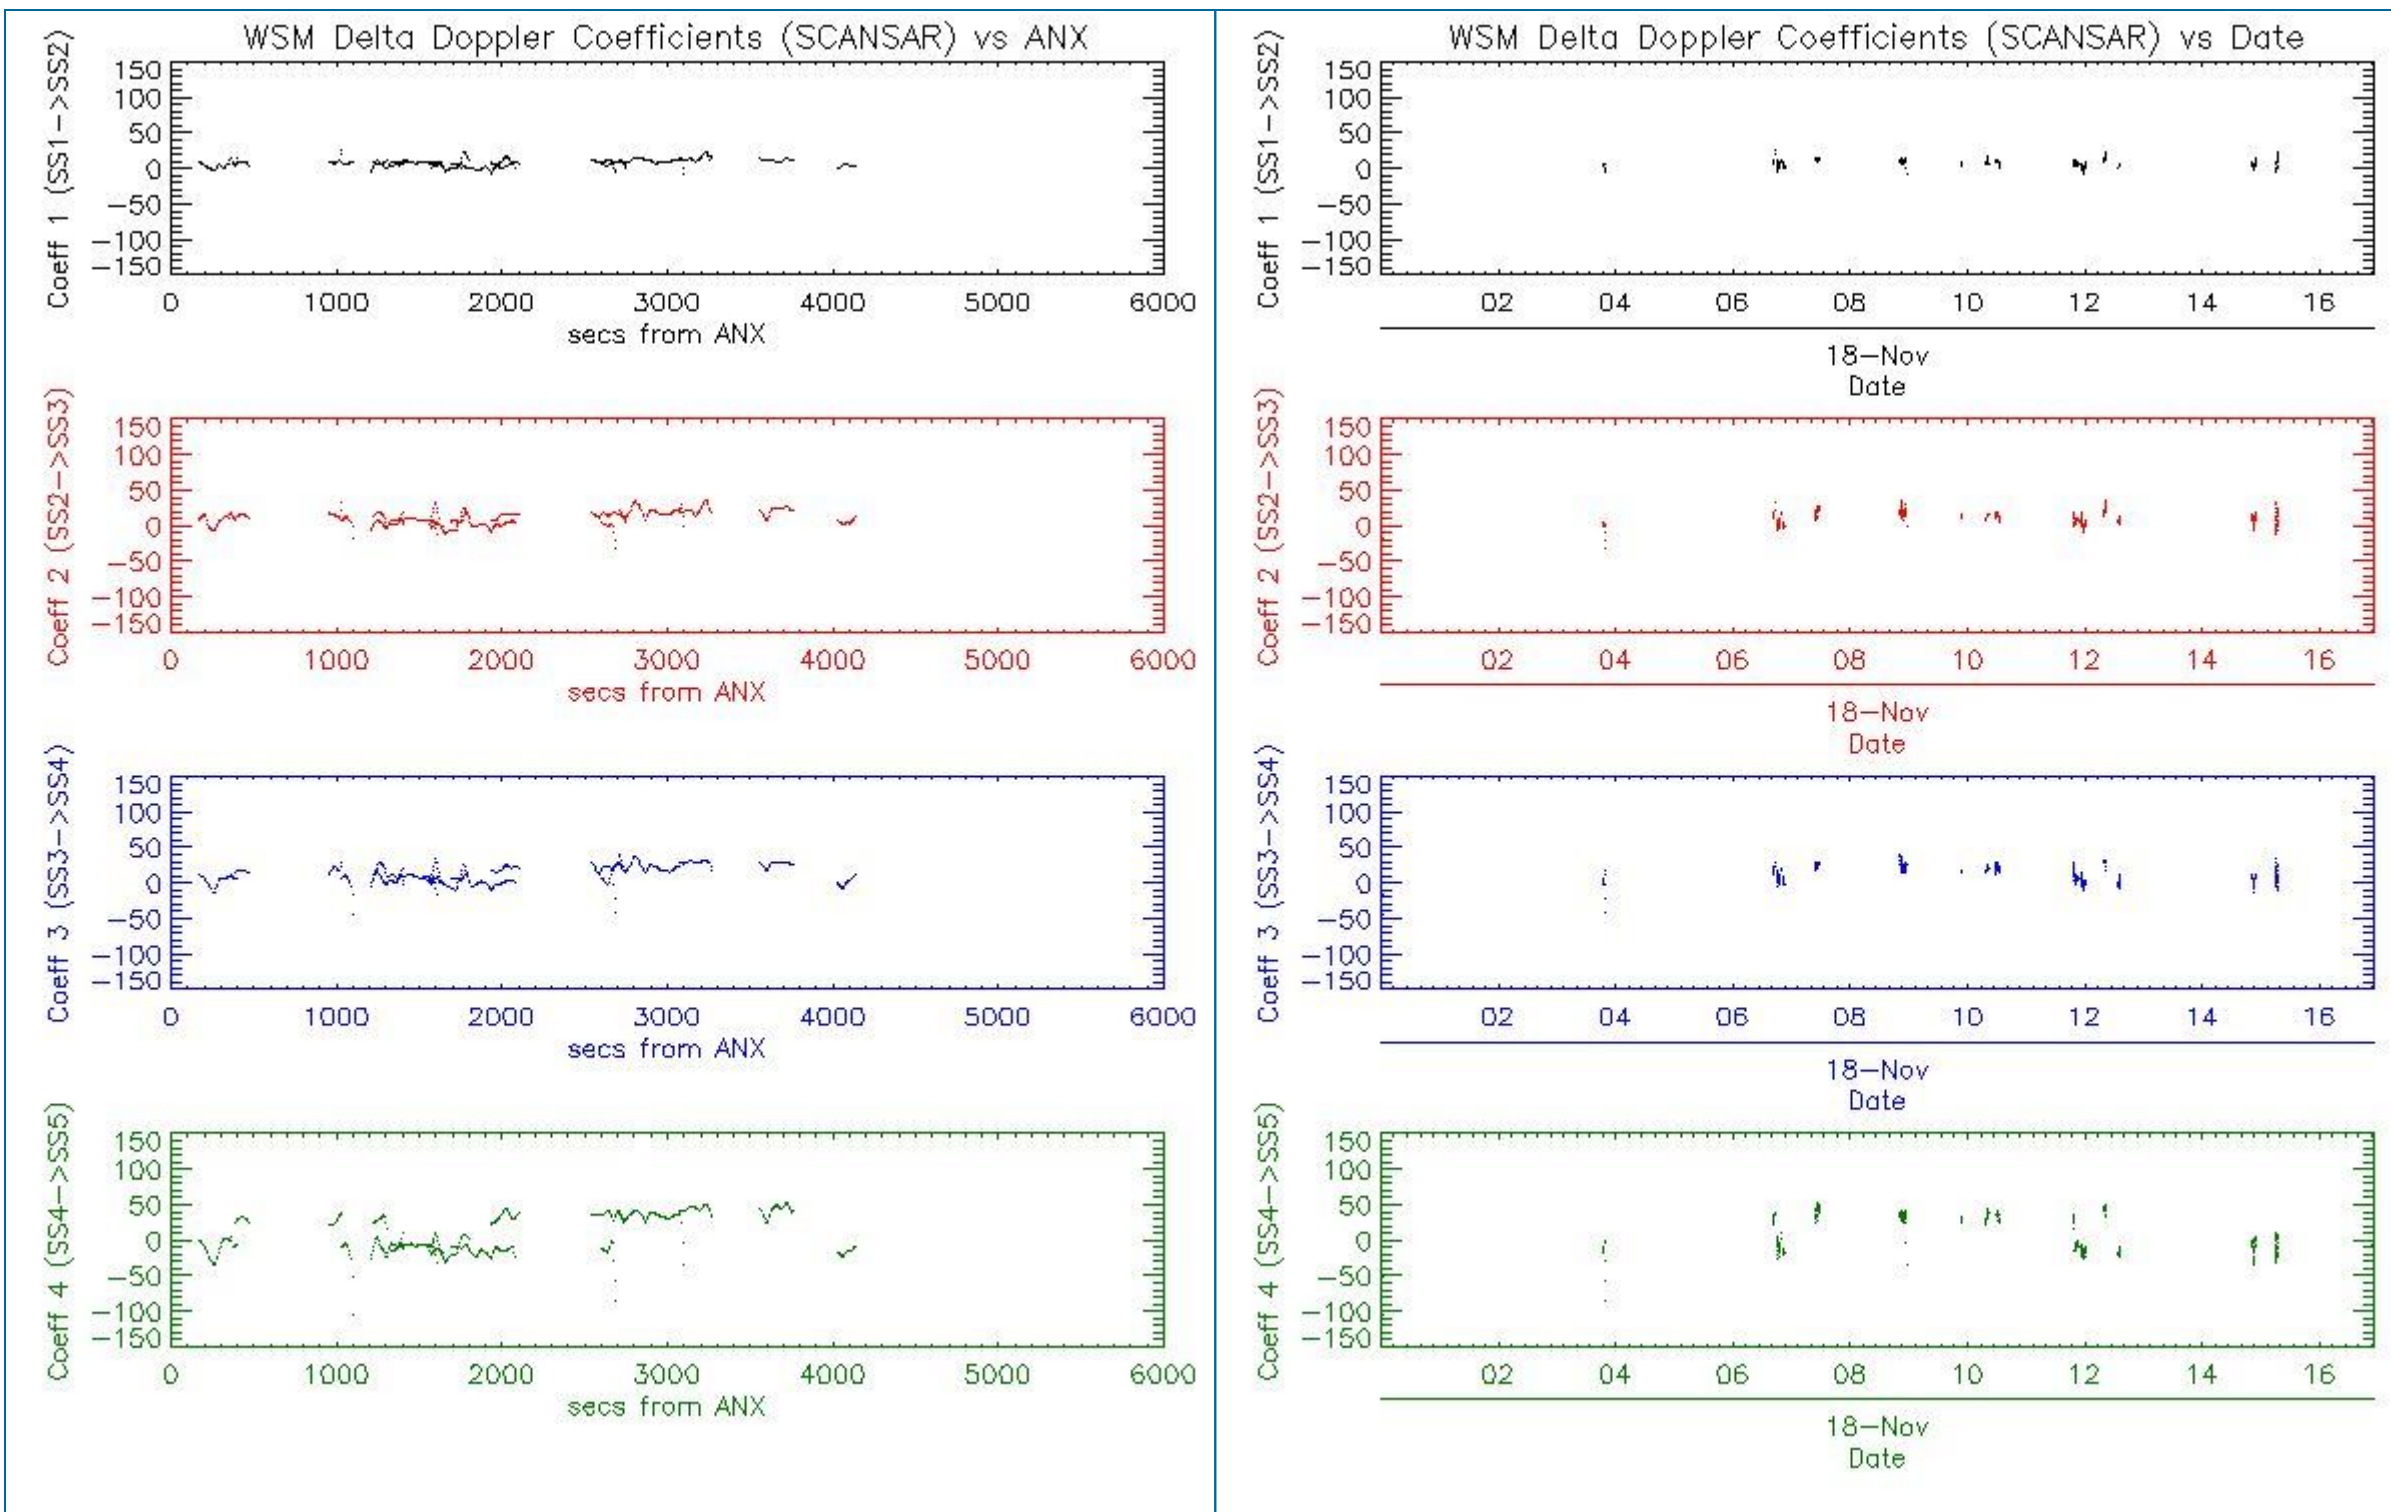 WSM Delta Doppler Coefficients (SCANSAR) vs ANX
Coeff 1 (SS1->SS2)
150
100
50
0
-50
-100
-150
0 1000 2000 3000 4000 5000 6000
secs from ANX
Coeff 2 (SS2->SS3)
150
100
50
0
-50
-100
-150
0 1000 2000 3000 4000 5000 6000
secs from ANX
Coeff 3 (SS3->SS4)
150
100
50
0
-50
-100
-150
0 1000 2000 3000 4000 5000 6000
secs from ANX
Coeff 4 (SS4->SS5)
150
100
50
0
-50
-100
-150
0 1000 2000 3000 4000 5000 6000
secs from ANX
WSM Delta Doppler Coefficients (SCANSAR) vs Date
Coeff 1 (SS1->SS2)
150
100
50
0
-50
-100
-150
02 04 06 08 10 12 14 16
18-Nov
Date
Coeff 2 (SS2->SS3)
150
100
50
0
-50
-100
-150
02 04 06 08 10 12 14 16
18-Nov
Date
Coeff 3 (SS3->SS4)
150
100
50
0
-50
-100
-150
02 04 06 08 10 12 14 16
18-Nov
Date
Coeff 4 (SS4->SS5)
150
100
50
0
-50
-100
-150
02 04 06 08 10 12 14 16
18-Nov
Date